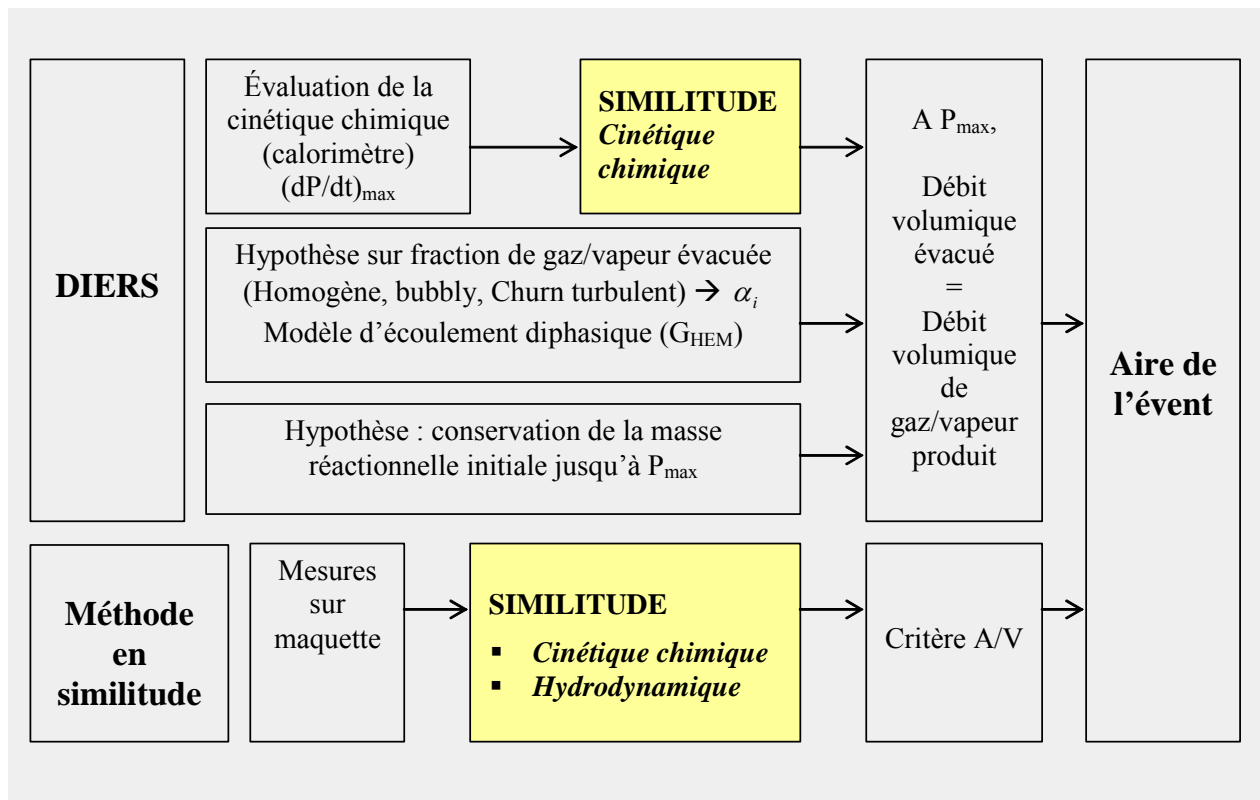 DIERS
Évaluation de la
cinétique chimique
(calorimètre)
(dP/dt)max
SIMILITUDE
Cinétique
chimique
Hypothèse sur fraction de gaz/vapeur évacuée
(Homogène, bubbly, Churn turbulent) → αi
Modèle d’écoulement diphasique (GHEM)
Hypothèse : conservation de la masse
réactionnelle initiale jusqu’à Pmax
A Pmax,
Débit
volumique
évacué
=
Débit
volumique
de
gaz/vapeur
produit
Aire de
l’évent
Méthode
en
similitude
Mesures
sur
maquette
SIMILITUDE
▪ Cinétique chimique
▪ Hydrodynamique
Critère A/V